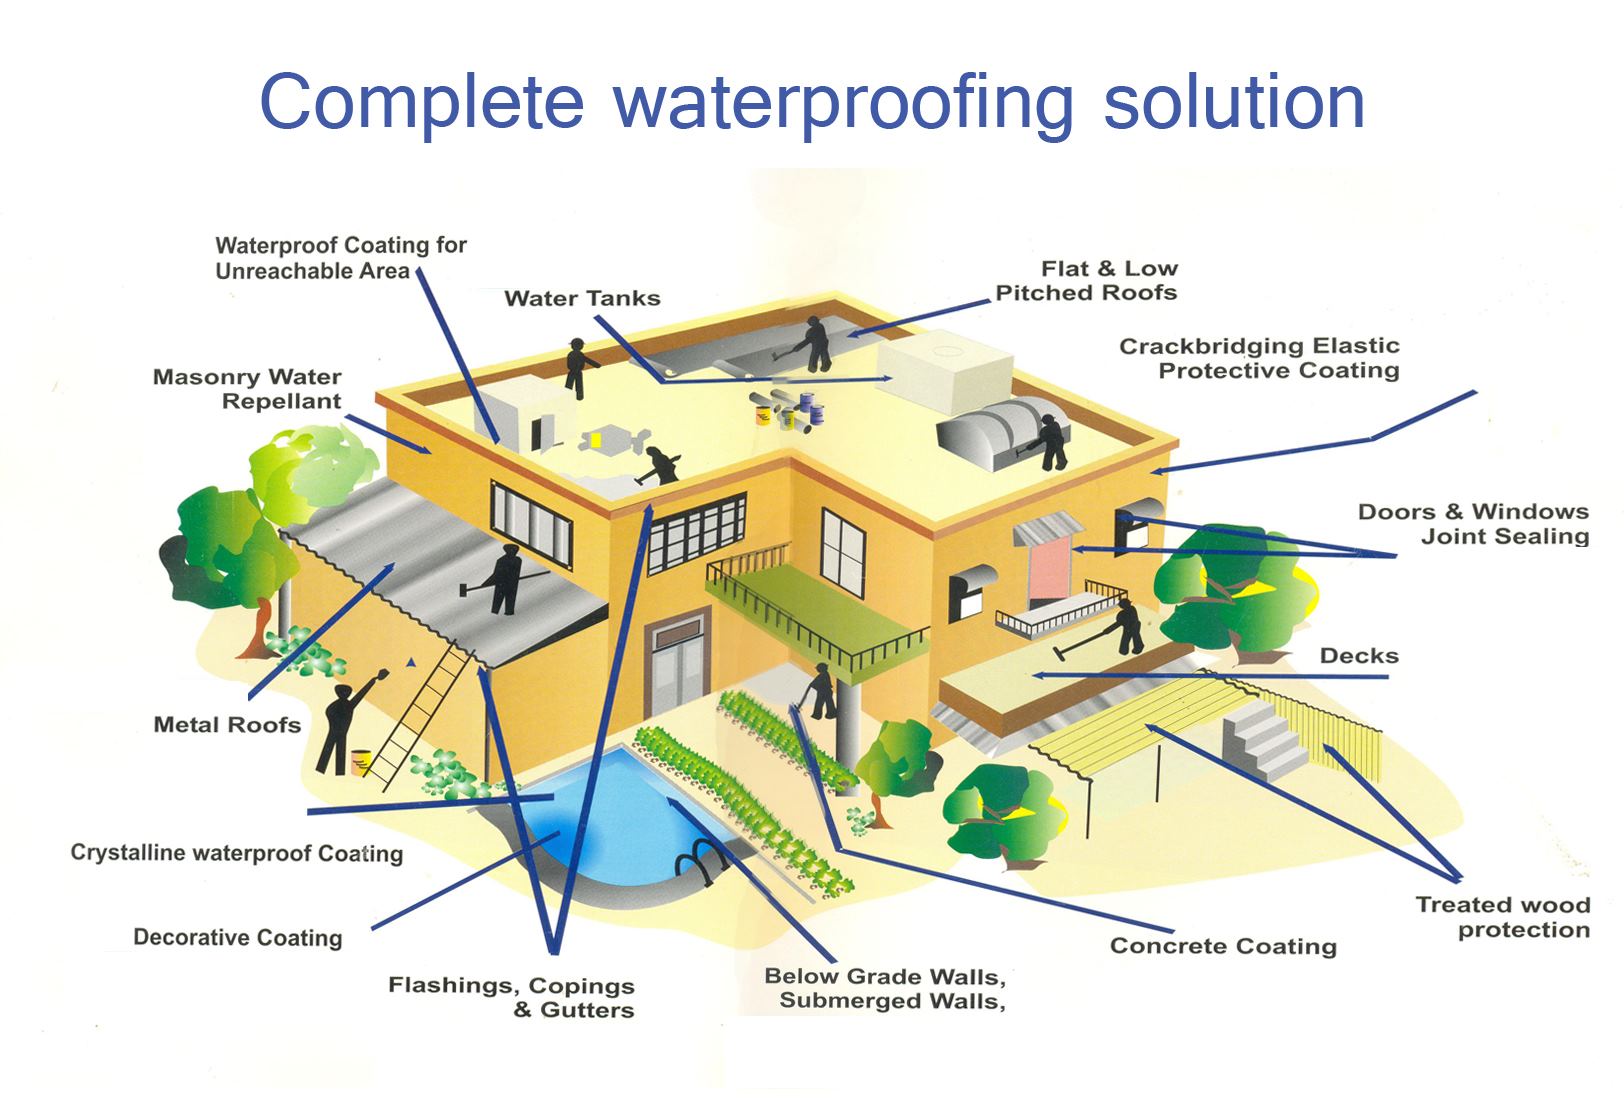 Complete waterproofing solution
Waterproof Coating for
Unreachable Area
Water Tanks
Flat & Low
Pitched Roofs
Crackbridging Elastic
Protective Coating
Masonry Water
Repellant
Doors & Windows
Joint Sealing
Decks
Metal Roofs
Crystalline waterproof Coating
Decorative Coating
Flashings, Copings
& Gutters
Below Grade Walls,
Submerged Walls,
Concrete Coating
Treated wood
protection